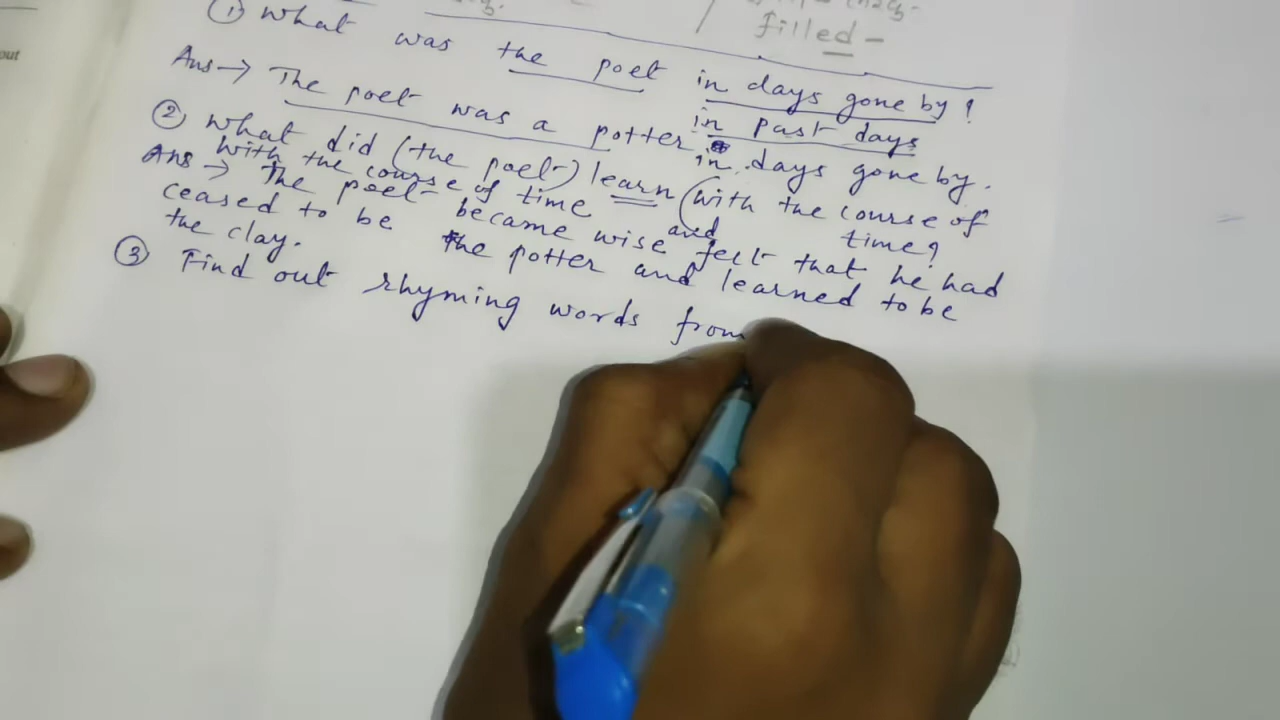 filled -
① What was the poet in days gone by?
in past days
Ans → The poet was a potter in days gone by.
② What did (the poet) learn (with the course of time?
With the course of time and
Ans → The poet became wise felt that he had
ceased to be the potter and learned to be
the clay.
③ Find out rhyming words from
out